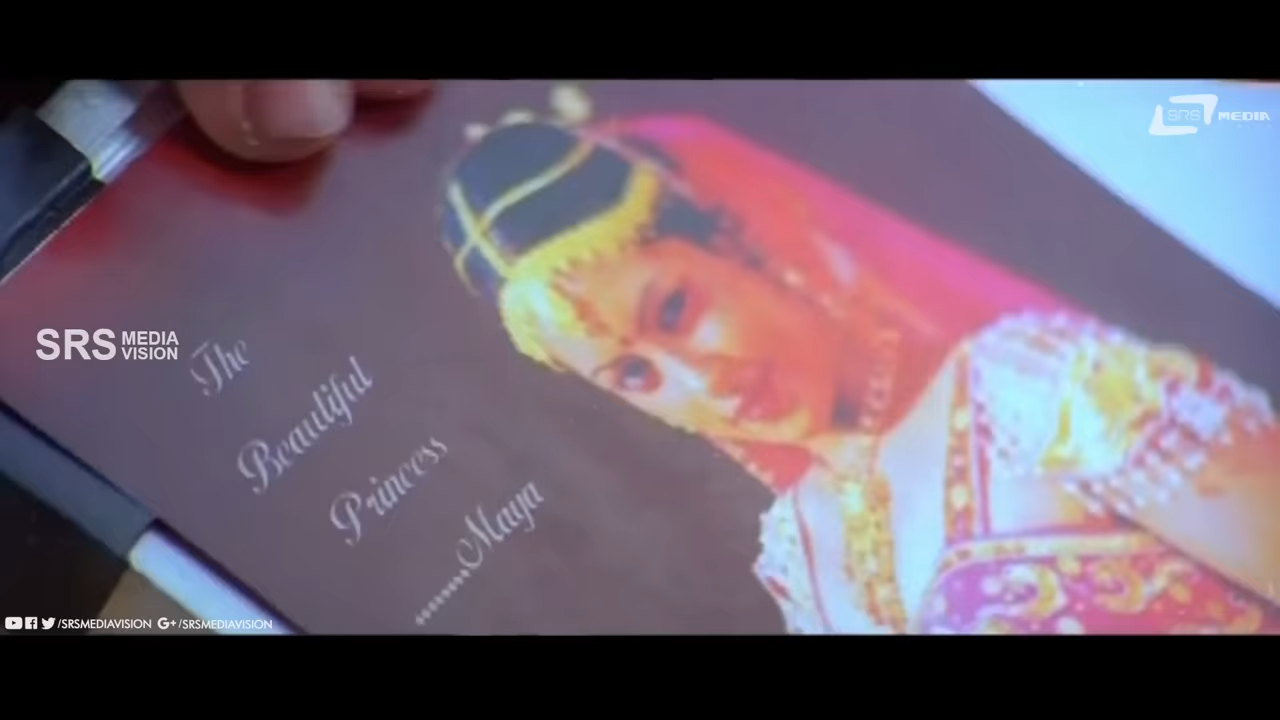 SRS MEDIA
SRS MEDIA VISION
The
Beautiful
Princess
.......Maya
/SRSMEDIAVISION G+/SRSMEDIAVISION